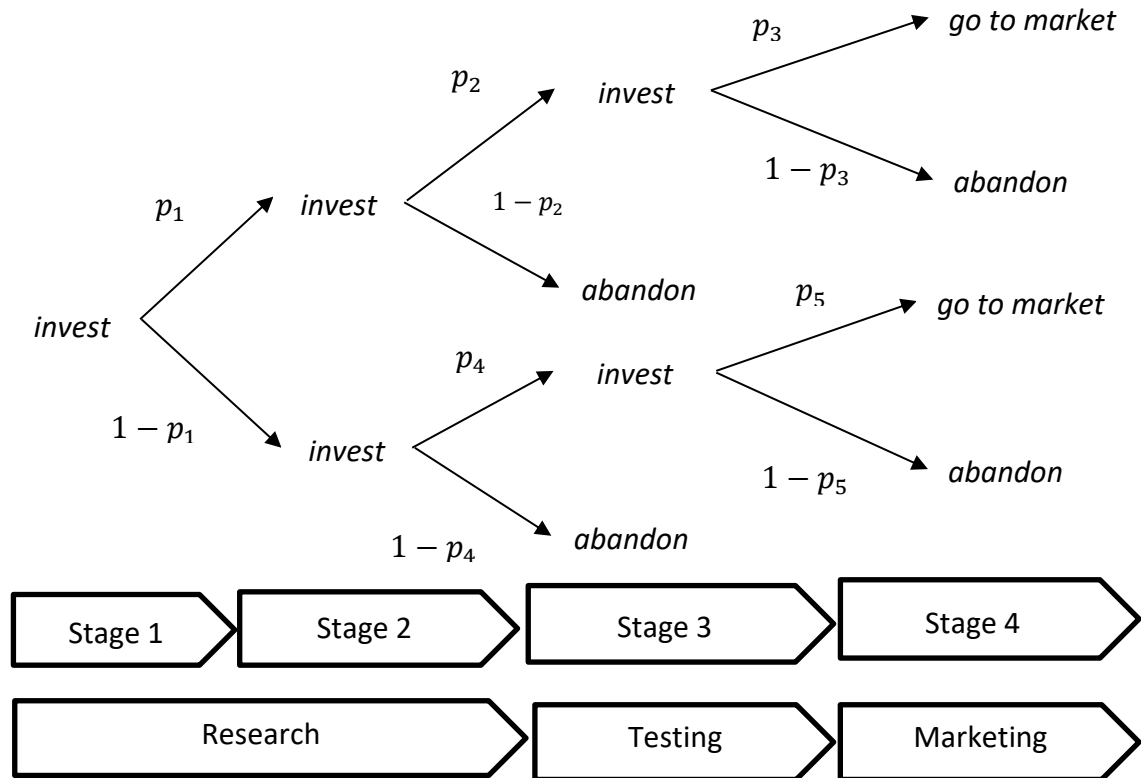 p₃
go to market
p₂
invest
1 − p₃
abandon
p₁
invest
1 − p₂
abandon
p₅
go to market
invest
p₄
invest
1 − p₁
invest
1 − p₅
abandon
1 − p₄
abandon
Stage 1
Stage 2
Stage 3
Stage 4
Research
Testing
Marketing